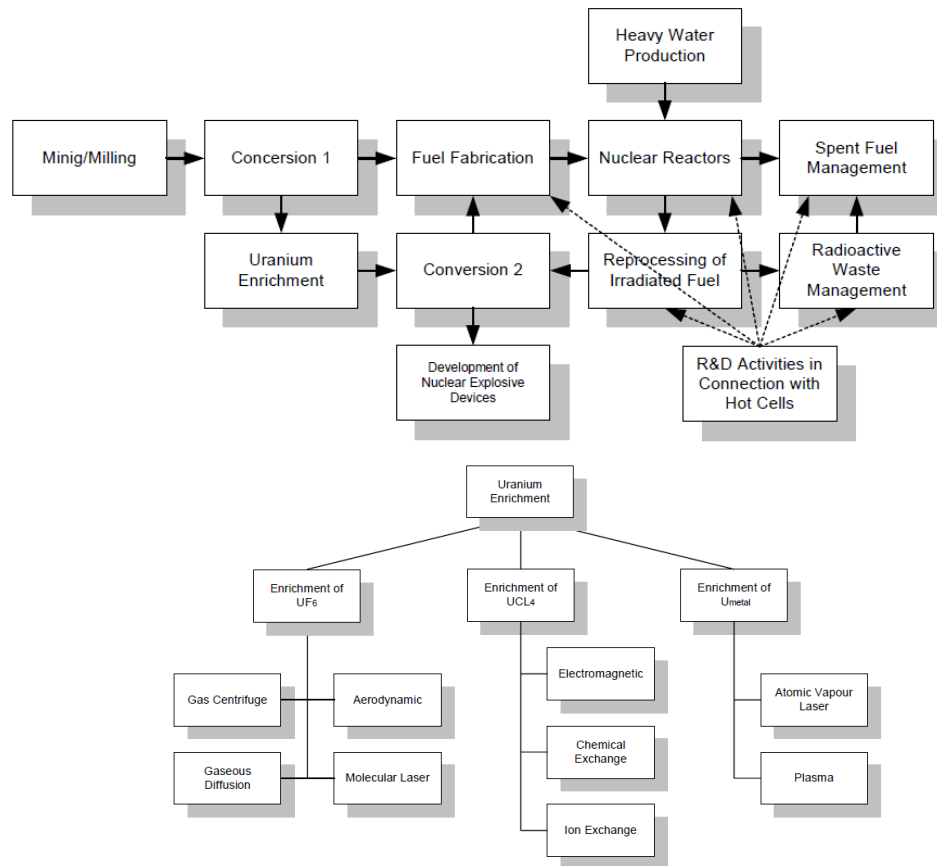 Heavy Water
Production
Minig/Milling
Concersion 1
Fuel Fabrication
Nuclear Reactors
Spent Fuel
Management
Uranium
Enrichment
Conversion 2
Reprocessing of
Irradiated Fuel
Radioactive
Waste
Management
Development of
Nuclear Explosive
Devices
R&D Activities in
Connection with
Hot Cells
Uranium
Enrichment
Enrichment of
UF6
Enrichment of
UCL4
Enrichment of
Umetal
Gas Centrifuge
Aerodynamic
Gaseous
Diffusion
Molecular Laser
Electromagnetic
Chemical
Exchange
Ion Exchange
Atomic Vapour
Laser
Plasma